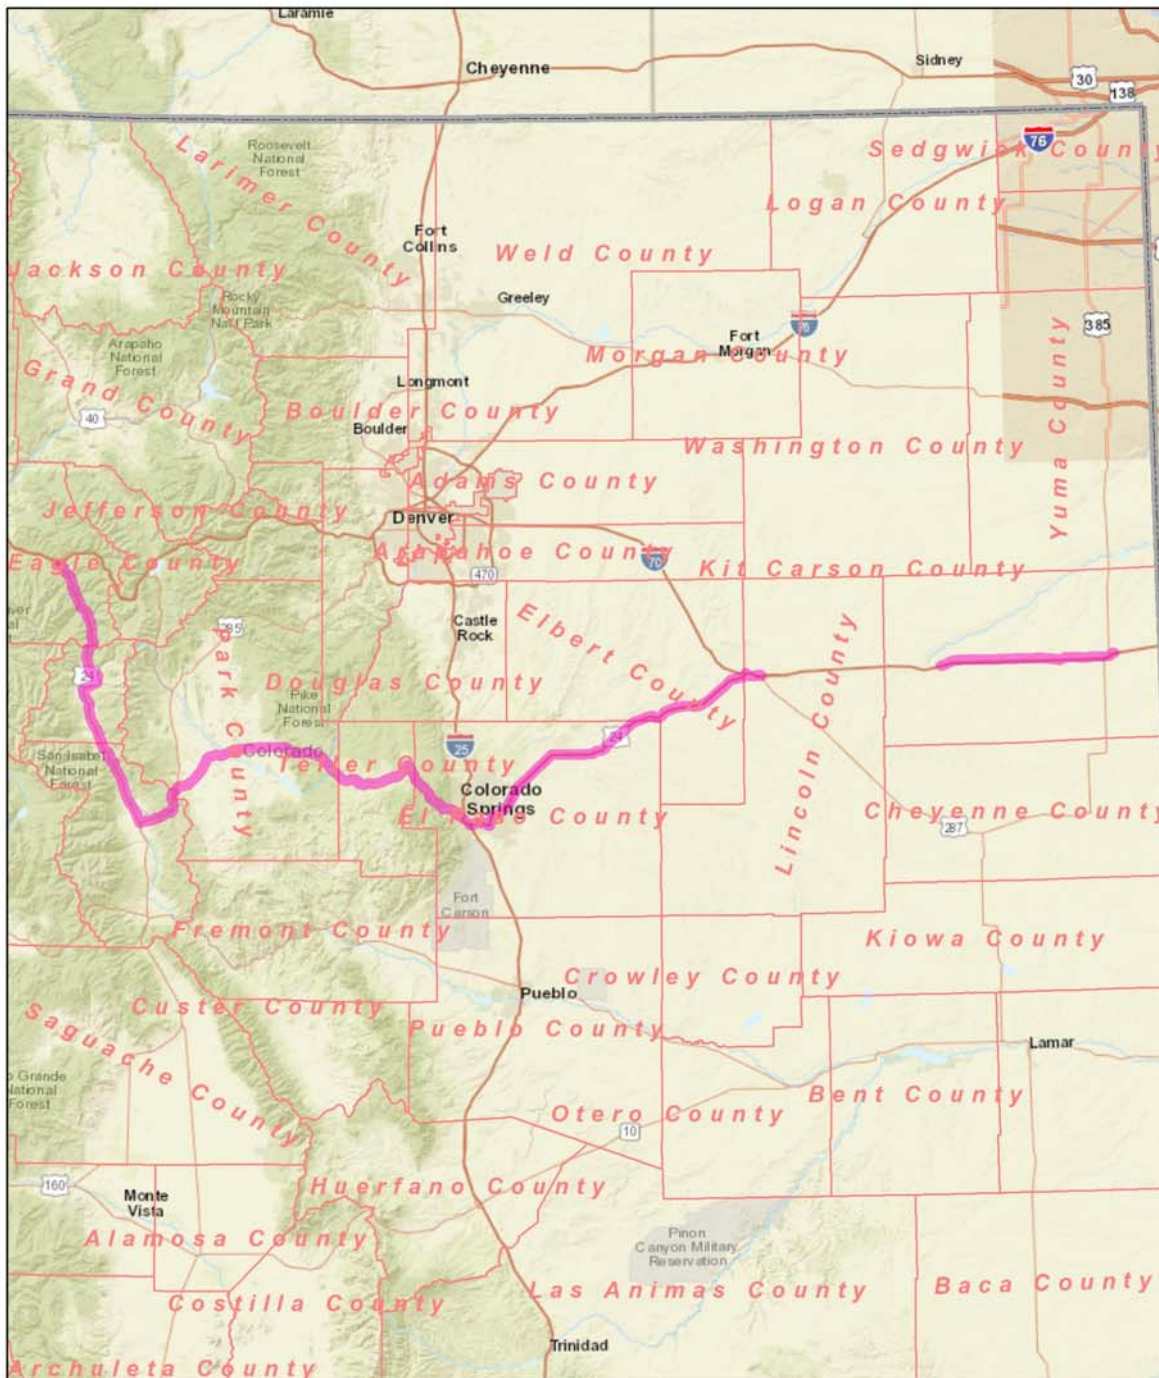 Laramie
Cheyenne
Sidney
30
138
76
Sedgwick County
Roosevelt
National
Forest
Larimer County
Logan County
Fort
Collins
Weld County
Jackson County
Rocky
Mountain
Nat'l Park
Greeley
76
385
Arapaho
National
Forest
Fort
Morgan
Morgan County
Yuma County
Grand County
Longmont
40
Boulder County
Boulder
Washington County
Adams County
Jefferson County
Denver
Arapahoe County
70
Eagle County
470
Kit Carson County
Castle
Rock
Elbert County
285
Park County
24
Lincoln County
Douglas County
Pike
National
Forest
24
25
Colorado
San Isabel
National
Forest
Teller County
Colorado
Springs
El Paso County
Cheyenne County
287
Fort
Carson
Fremont County
Kiowa County
Crowley County
Pueblo
Custer County
Pueblo County
Saguache County
Lamar
o Grande
National
Forest
Bent County
Otero County
10
160
Monte
Vista
Huerfano County
Alamosa County
Pinon
Canyon Military
Reservation
Las Animas County
Baca County
Costilla County
Trinidad
Archuleta County